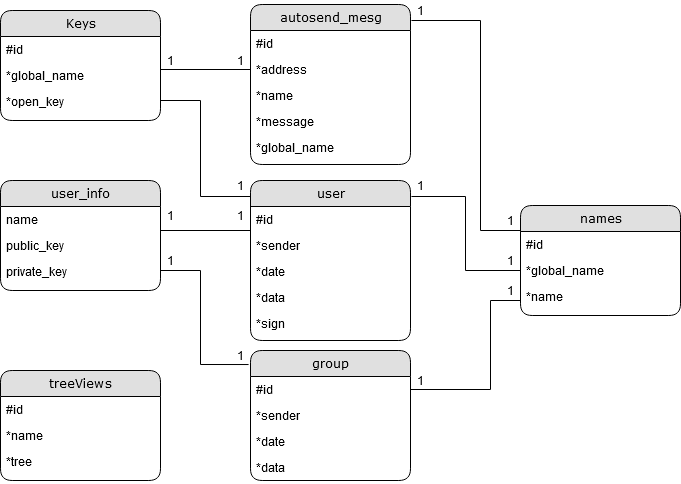 Keys
#id
*global_name
*open_key
autosend_mesg
#id
*address
*name
*message
*global_name
user_info
name
public_key
private_key
user
#id
*sender
*date
*data
*sign
names
#id
*global_name
*name
treeViews
#id
*name
*tree
group
#id
*sender
*date
*data
1
1
1
1
1
1
1
1
1
1
1
1
1